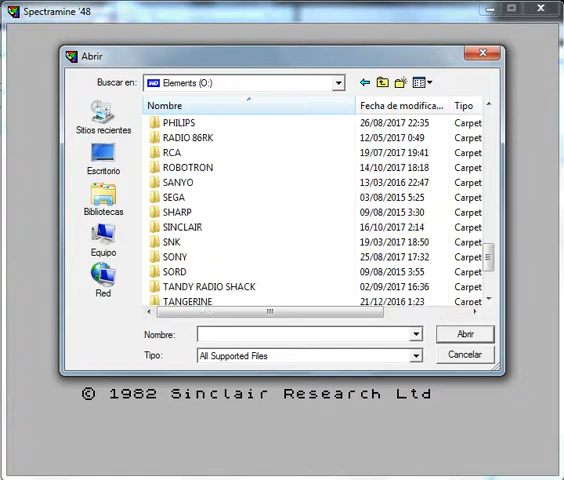 Spectramine '48
Abrir
Buscar en: Elements (O:)
Nombre Fecha de modifica... Tipo
PHILIPS 26/08/2017 22:35 Carpet
RADIO 86RK 12/05/2017 0:49 Carpet
RCA 19/07/2017 19:41 Carpet
ROBOTRON 14/10/2017 18:18 Carpet
SANYO 13/03/2016 22:47 Carpet
SEGA 03/08/2015 5:25 Carpet
SHARP 09/08/2015 3:30 Carpet
SINCLAIR 16/10/2017 2:14 Carpet
SNK 19/03/2017 18:50 Carpet
SONY 25/08/2017 17:32 Carpet
SORD 09/08/2015 3:55 Carpet
TANDY RADIO SHACK 02/09/2017 16:36 Carpet
TANGERINE 21/12/2016 1:23 Carpet
Sitios recientes
Escritorio
Bibliotecas
Equipo
Red
Nombre: Abrir
Tipo: All Supported Files Cancelar
© 1982 Sinclair Research Ltd